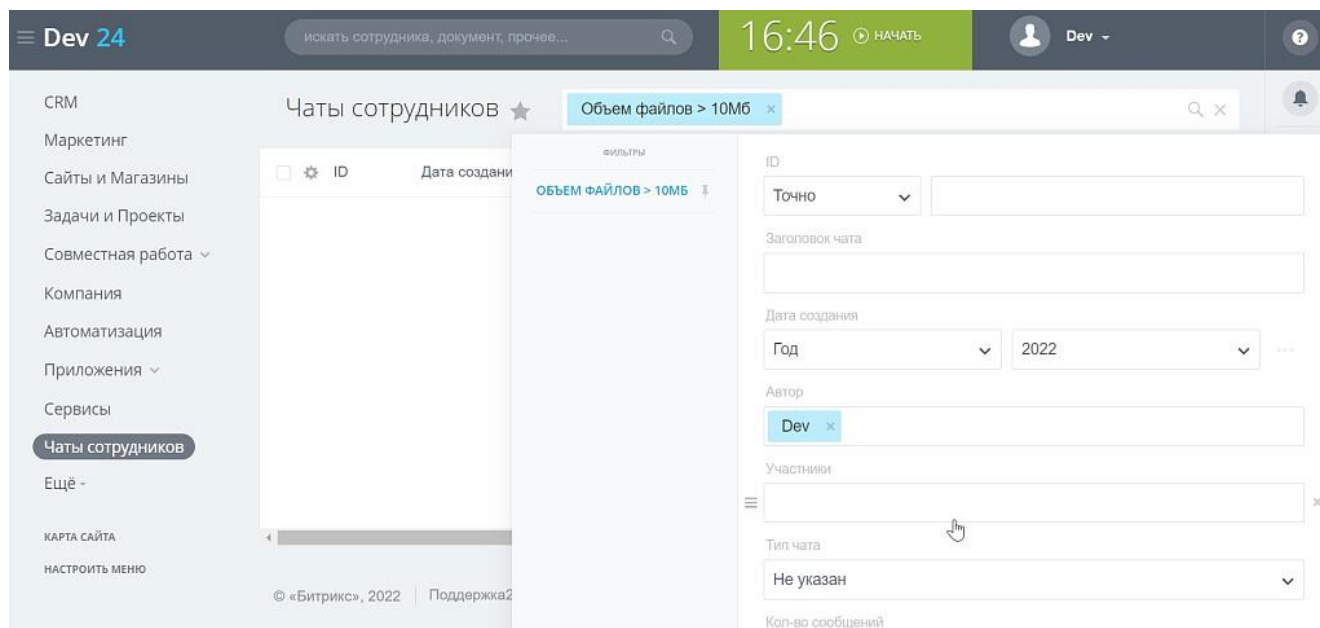 Dev 24
искать сотрудника, документ, прочее...
16:46 НАЧАТЬ
Dev
?
CRM
Маркетинг
Сайты и Магазины
Задачи и Проекты
Совместная работа
Компания
Автоматизация
Приложения
Сервисы
Чаты сотрудников
Ещё -
КАРТА САЙТА
НАСТРОИТЬ МЕНЮ
Чаты сотрудников
Объем файлов > 10Мб ×
ID Дата создани
ФИЛЬТРЫ
ОБЪЕМ ФАЙЛОВ > 10МБ
ID
Точно
Заголовок чата
Дата создания
Год 2022
Автор
Dev ×
Участники
Тип чата
Не указан
Кол-во сообщений
© «Битрикс», 2022 Поддержка2